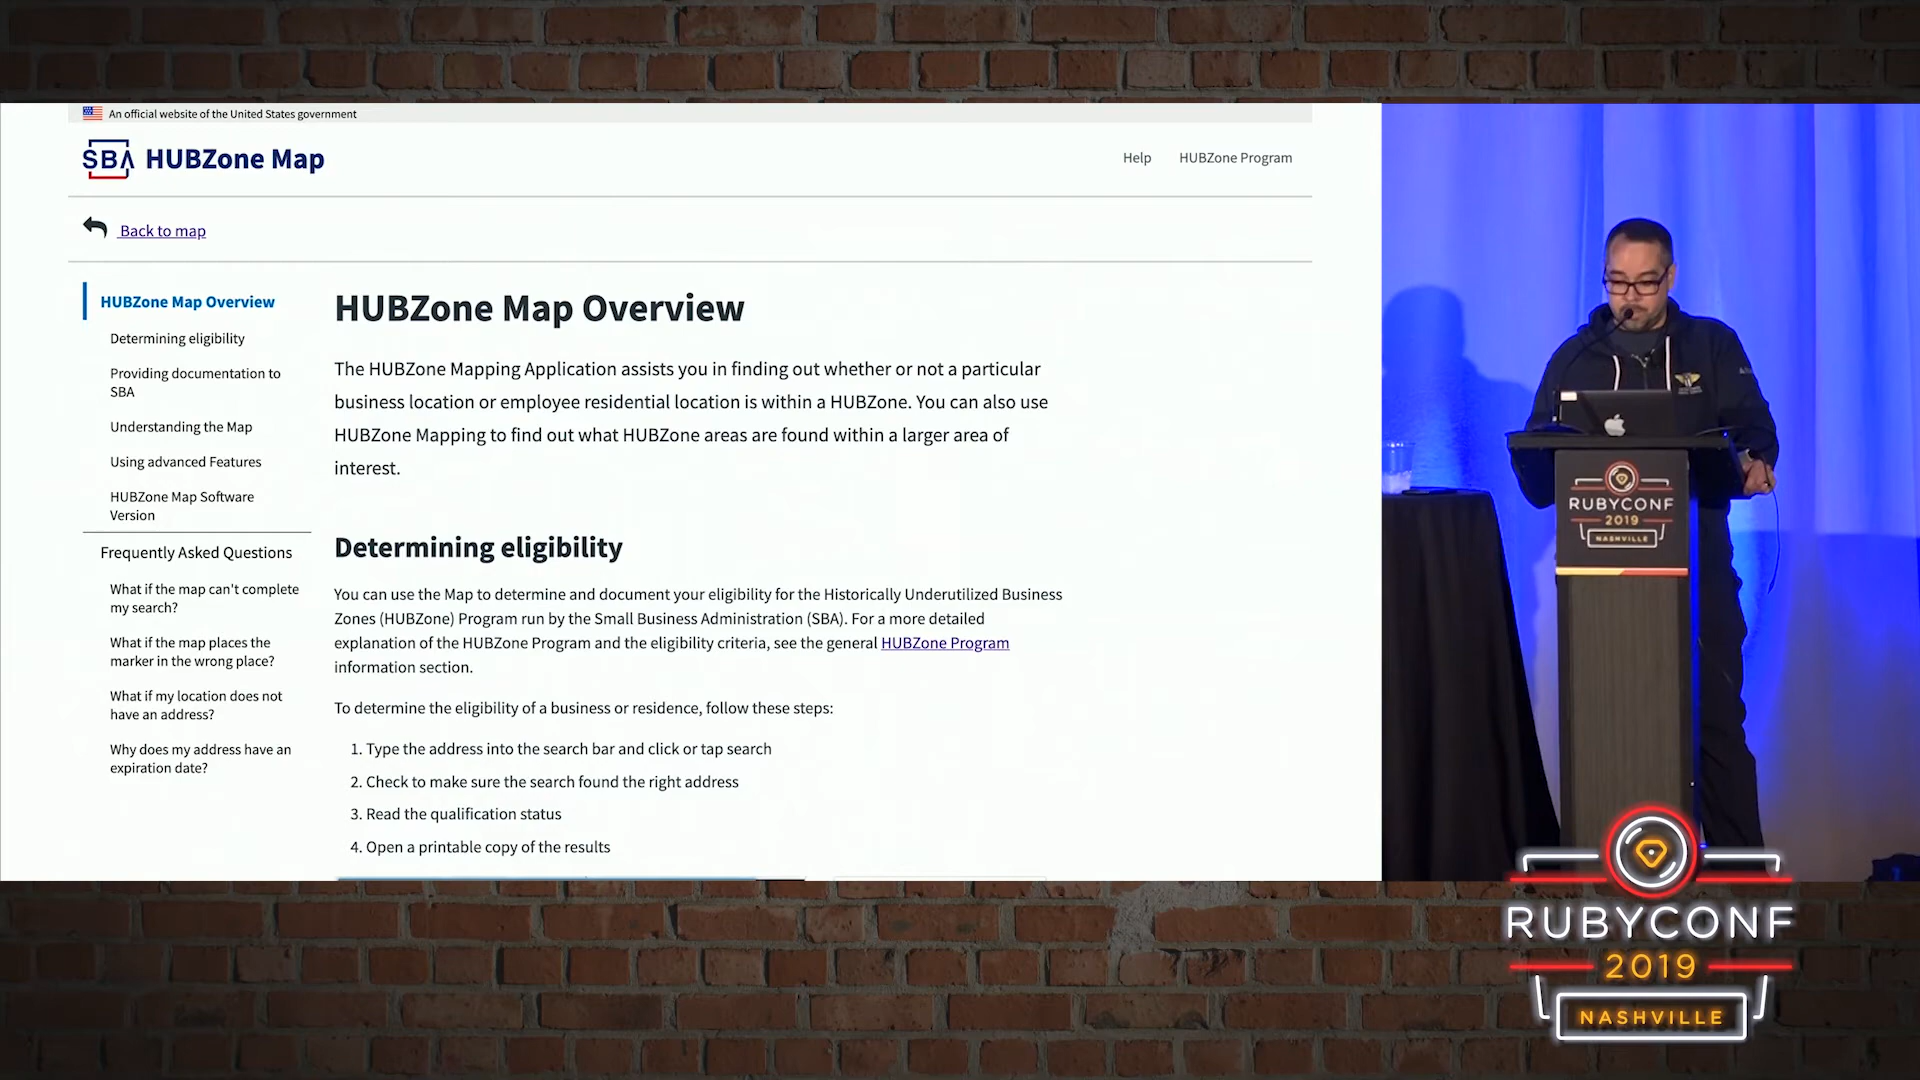 An official website of the United States government
SBA HUBZone Map
Help
HUBZone Program
Back to map
HUBZone Map Overview
Determining eligibility
Providing documentation to
SBA
Understanding the Map
Using advanced Features
HUBZone Map Software
Version
Frequently Asked Questions
What if the map can't complete
my search?
What if the map places the
marker in the wrong place?
What if my location does not
have an address?
Why does my address have an
expiration date?
HUBZone Map Overview
The HUBZone Mapping Application assists you in finding out whether or not a particular
business location or employee residential location is within a HUBZone. You can also use
HUBZone Mapping to find out what HUBZone areas are found within a larger area of
interest.
Determining eligibility
You can use the Map to determine and document your eligibility for the Historically Underutilized Business
Zones (HUBZone) Program run by the Small Business Administration (SBA). For a more detailed
explanation of the HUBZone Program and the eligibility criteria, see the general HUBZone Program
information section.
To determine the eligibility of a business or residence, follow these steps:
1. Type the address into the search bar and click or tap search
2. Check to make sure the search found the right address
3. Read the qualification status
4. Open a printable copy of the results
RUBYCONF
2019
NASHVILLE
RUBYCONF
2019
NASHVILLE